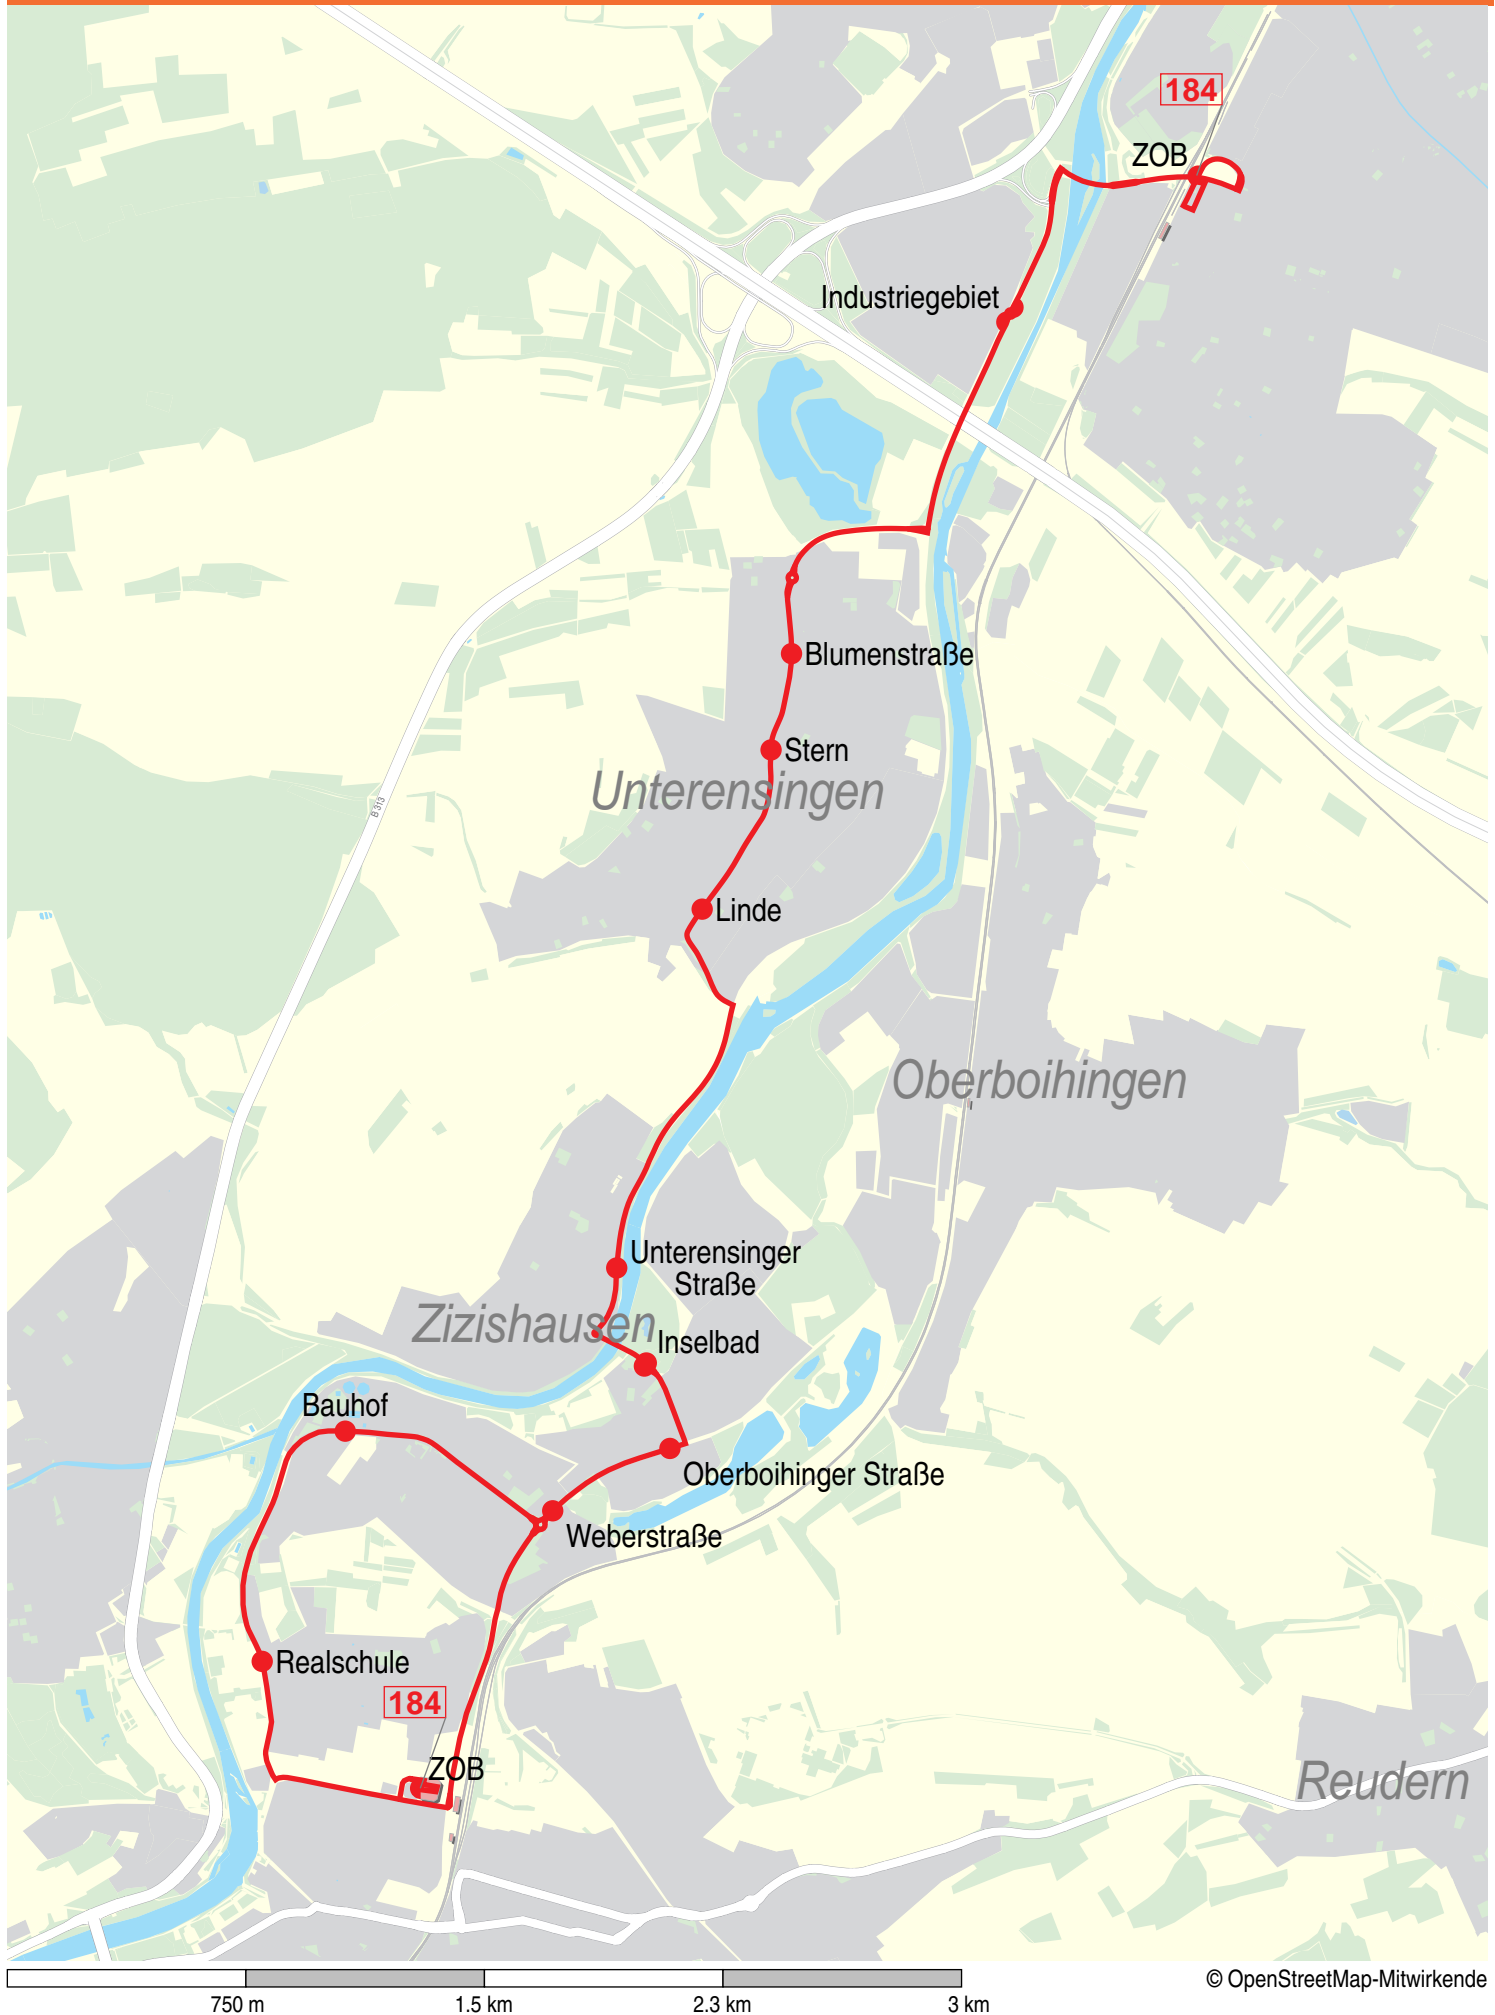 184
ZOB
Industriegebiet
Blumenstraße
Stern
Unterensingen
B 313
Linde
Oberboihingen
Unterensinger
Straße
Zizishausen
Inselbad
Bauhof
Oberboihinger Straße
Weberstraße
Realschule
184
ZOB
Reudern
© OpenStreetMap-Mitwirkende
750 m 1.5 km 2.3 km 3 km